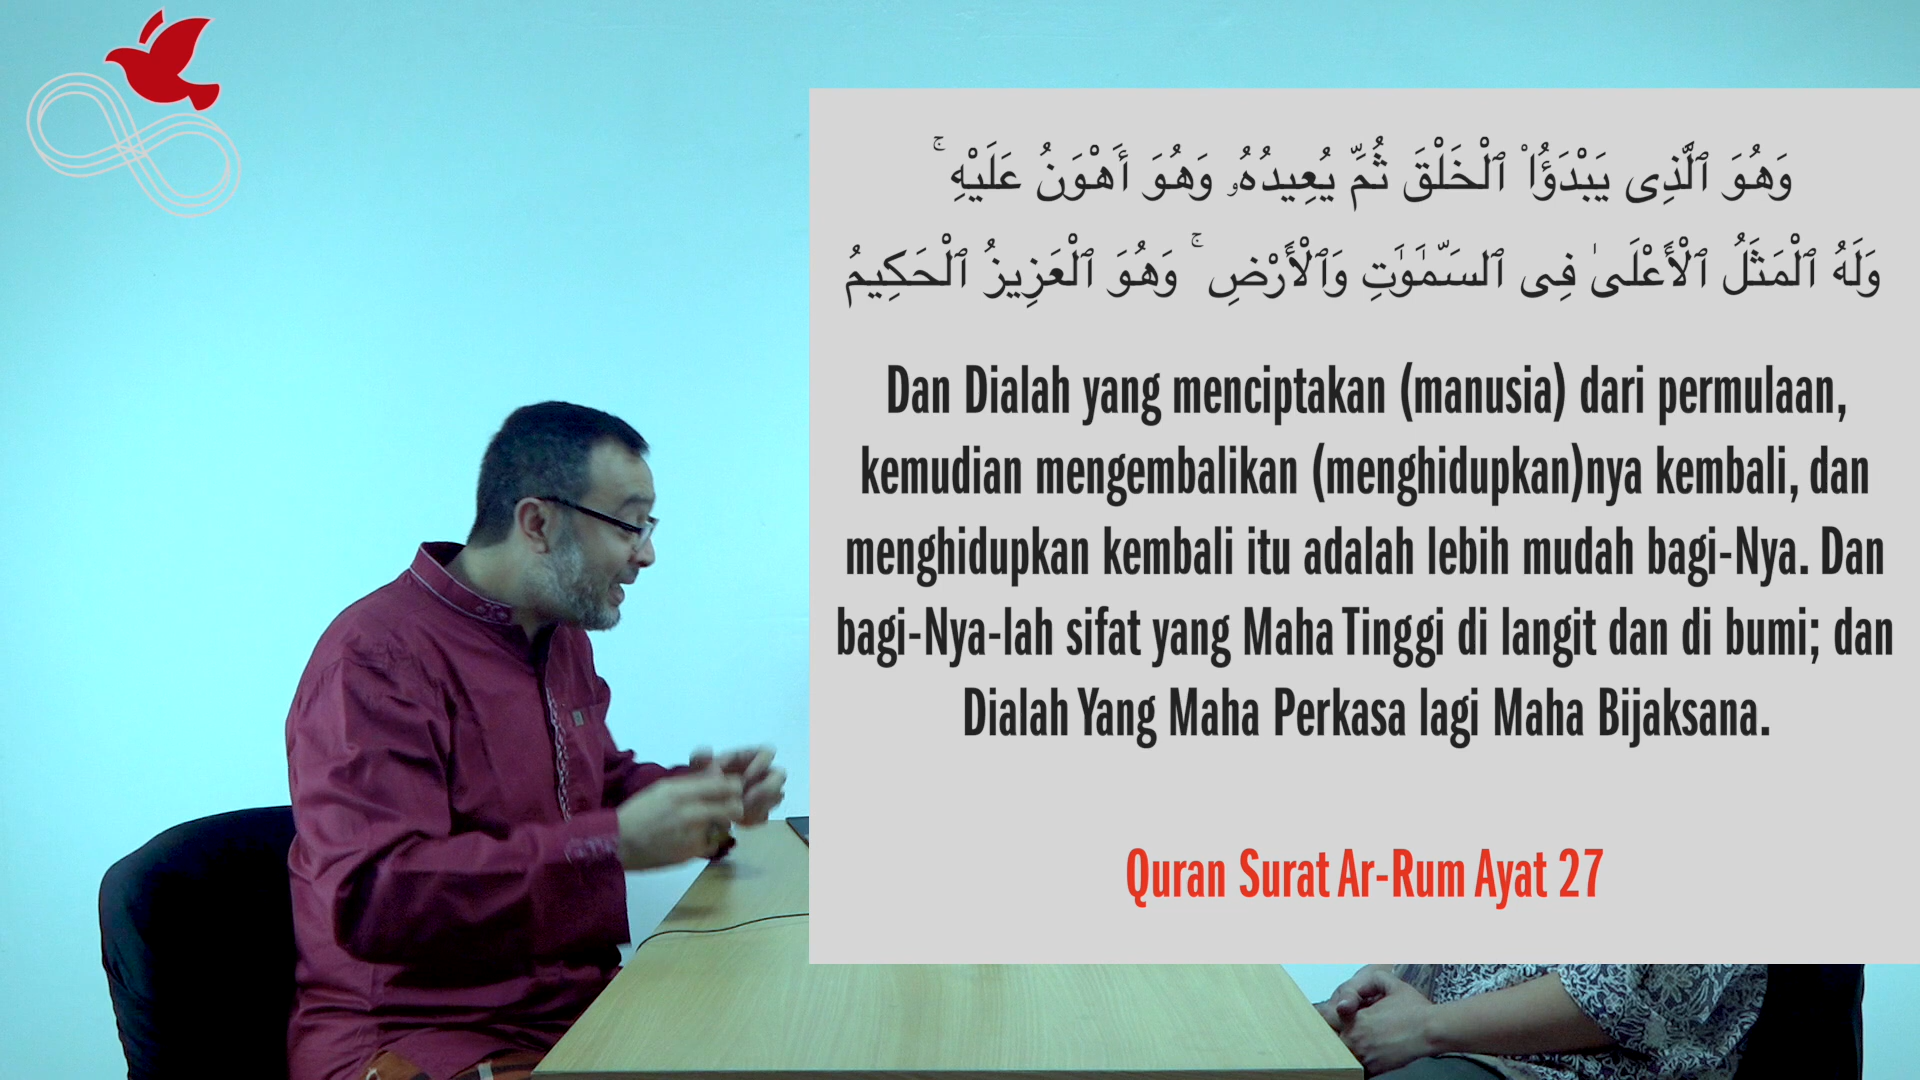 وَهُوَ ٱلَّذِى يَبْدَؤُا۟ ٱلْخَلْقَ ثُمَّ يُعِيدُهُۥ وَهُوَ أَهْوَنُ عَلَيْهِ ۚ
وَلَهُ ٱلْمَثَلُ ٱلْأَعْلَىٰ فِى ٱلسَّمَٰوَٰتِ وَٱلْأَرْضِ ۚ وَهُوَ ٱلْعَزِيزُ ٱلْحَكِيمُ
Dan Dialah yang menciptakan (manusia) dari permulaan,
kemudian mengembalikan (menghidupkan)nya kembali, dan
menghidupkan kembali itu adalah lebih mudah bagi-Nya. Dan
bagi-Nya-lah sifat yang Maha Tinggi di langit dan di bumi; dan
Dialah Yang Maha Perkasa lagi Maha Bijaksana.
Quran Surat Ar-Rum Ayat 27